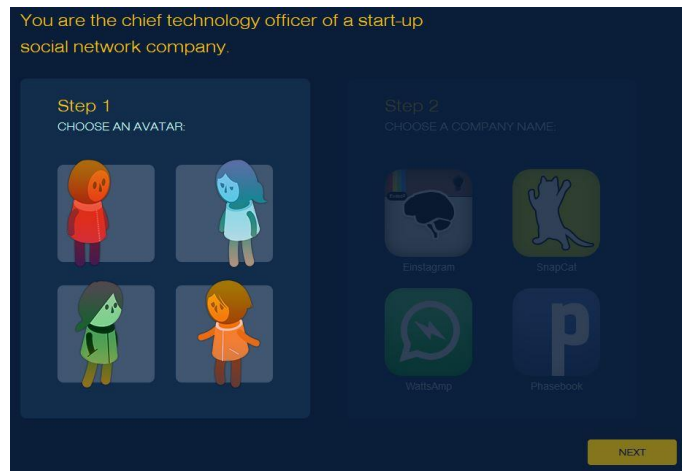 You are the chief technology officer of a start-up
social network company.
Step 1
CHOOSE AN AVATAR:
Step 2
CHOOSE A COMPANY NAME:
Einstagram
SnapCat
WattsAmp
Phasebook
NEXT